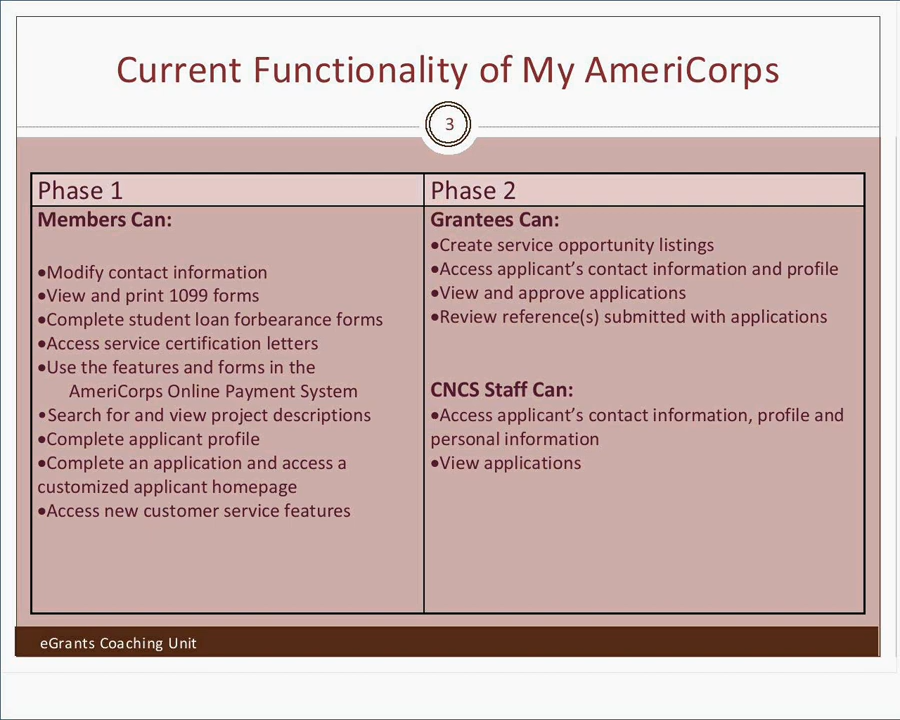 Current Functionality of My AmeriCorps
3
Phase 1
Members Can:
•Modify contact information
•View and print 1099 forms
•Complete student loan forbearance forms
•Access service certification letters
•Use the features and forms in the
AmeriCorps Online Payment System
•Search for and view project descriptions
•Complete applicant profile
•Complete an application and access a
customized applicant homepage
•Access new customer service features
Phase 2
Grantees Can:
•Create service opportunity listings
•Access applicant’s contact information and profile
•View and approve applications
•Review reference(s) submitted with applications
CNCS Staff Can:
•Access applicant’s contact information, profile and
personal information
•View applications
eGrants Coaching Unit